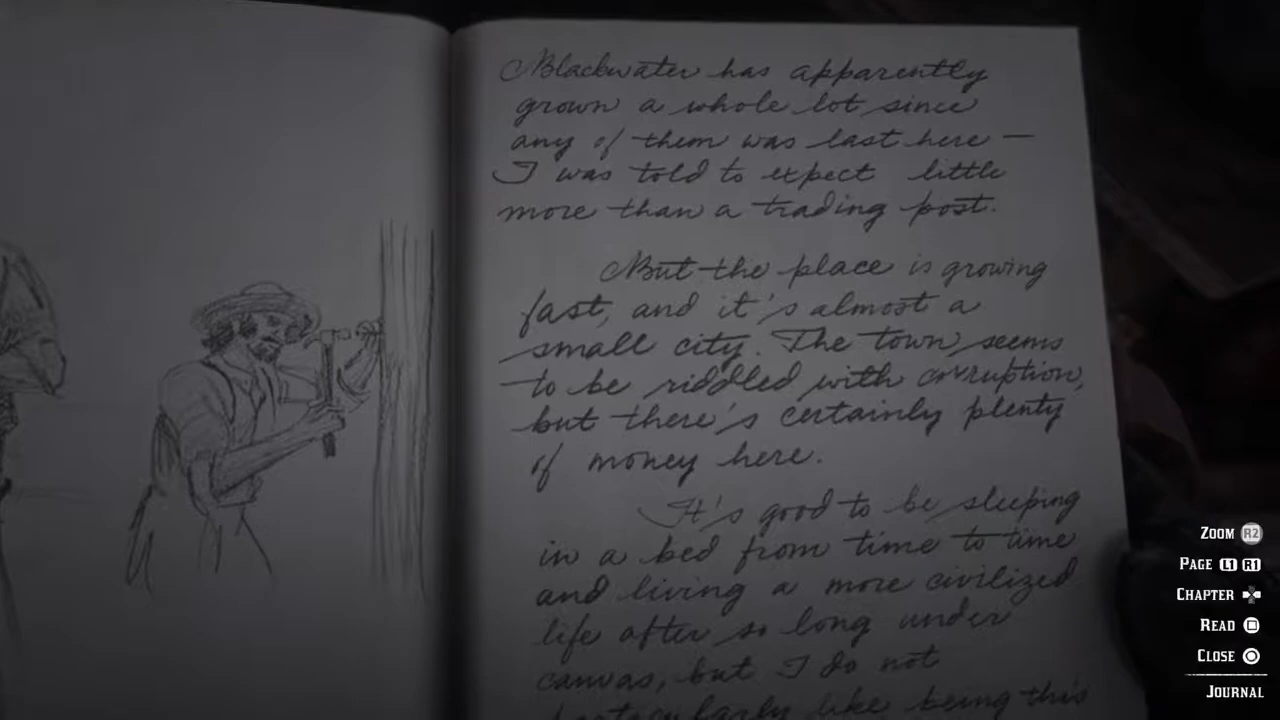 Blackwater has apparently
grown a whole lot since
any of them was last here —
I was told to expect little
more than a trading post.
But the place is growing
fast, and it's almost a
small city. The town seems
to be riddled with corruption,
but there's certainly plenty
of money here.
It's good to be sleeping
in a bed from time to time
and living a more civilized
life after so long under
canvas, but I do not
particularly like being this
ZOOM R2
PAGE L1 R1
CHAPTER
READ
CLOSE
JOURNAL